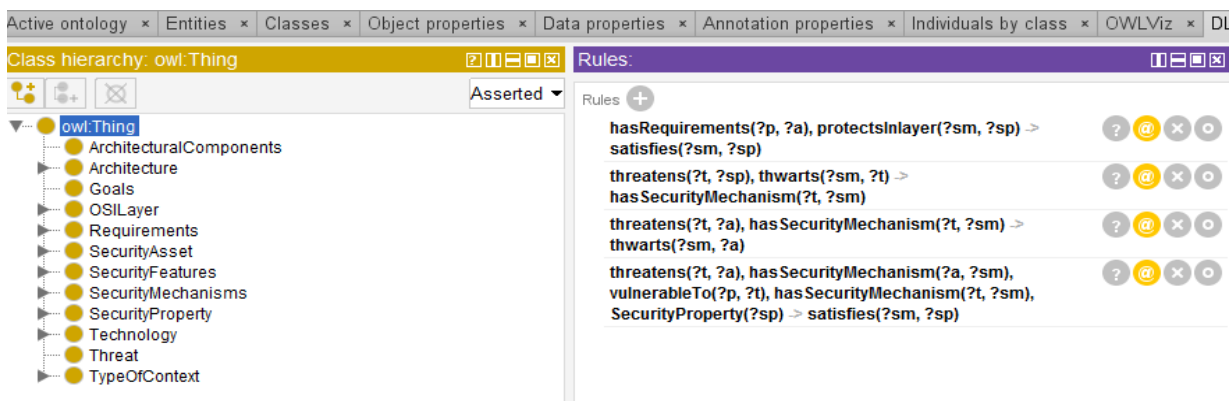 Active ontology × Entities × Classes × Object properties × Data properties × Annotation properties × Individuals by class × OWLViz × DL
Class hierarchy: owl:Thing
Asserted
owl:Thing
ArchitecturalComponents
Architecture
Goals
OSILayer
Requirements
SecurityAsset
SecurityFeatures
SecurityMechanisms
SecurityProperty
Technology
Threat
TypeOfContext
Rules:
Rules
hasRequirements(?p, ?a), protectsInlayer(?sm, ?sp) ->
satisfies(?sm, ?sp)
threatens(?t, ?sp), thwarts(?sm, ?t) ->
hasSecurityMechanism(?t, ?sm)
threatens(?t, ?a), hasSecurityMechanism(?t, ?sm) ->
thwarts(?sm, ?a)
threatens(?t, ?a), hasSecurityMechanism(?a, ?sm),
vulnerableTo(?p, ?t), hasSecurityMechanism(?t, ?sm),
SecurityProperty(?sp) -> satisfies(?sm, ?sp)